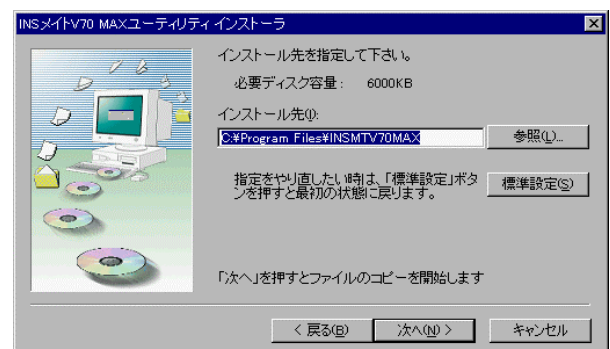 INSメイトV70 MAXユーティリティ インストーラ
インストール先を指定して下さい。
必要ディスク容量： 6000KB
インストール先(I):
C:¥Program Files¥INSMTV70MAX
参照(L)...
指定をやり直したい時は、「標準設定」ボタ
ンを押すと最初の状態に戻ります。
標準設定(S)
「次へ」を押すとファイルのコピーを開始します
< 戻る(B)
次へ(N) >
キャンセル